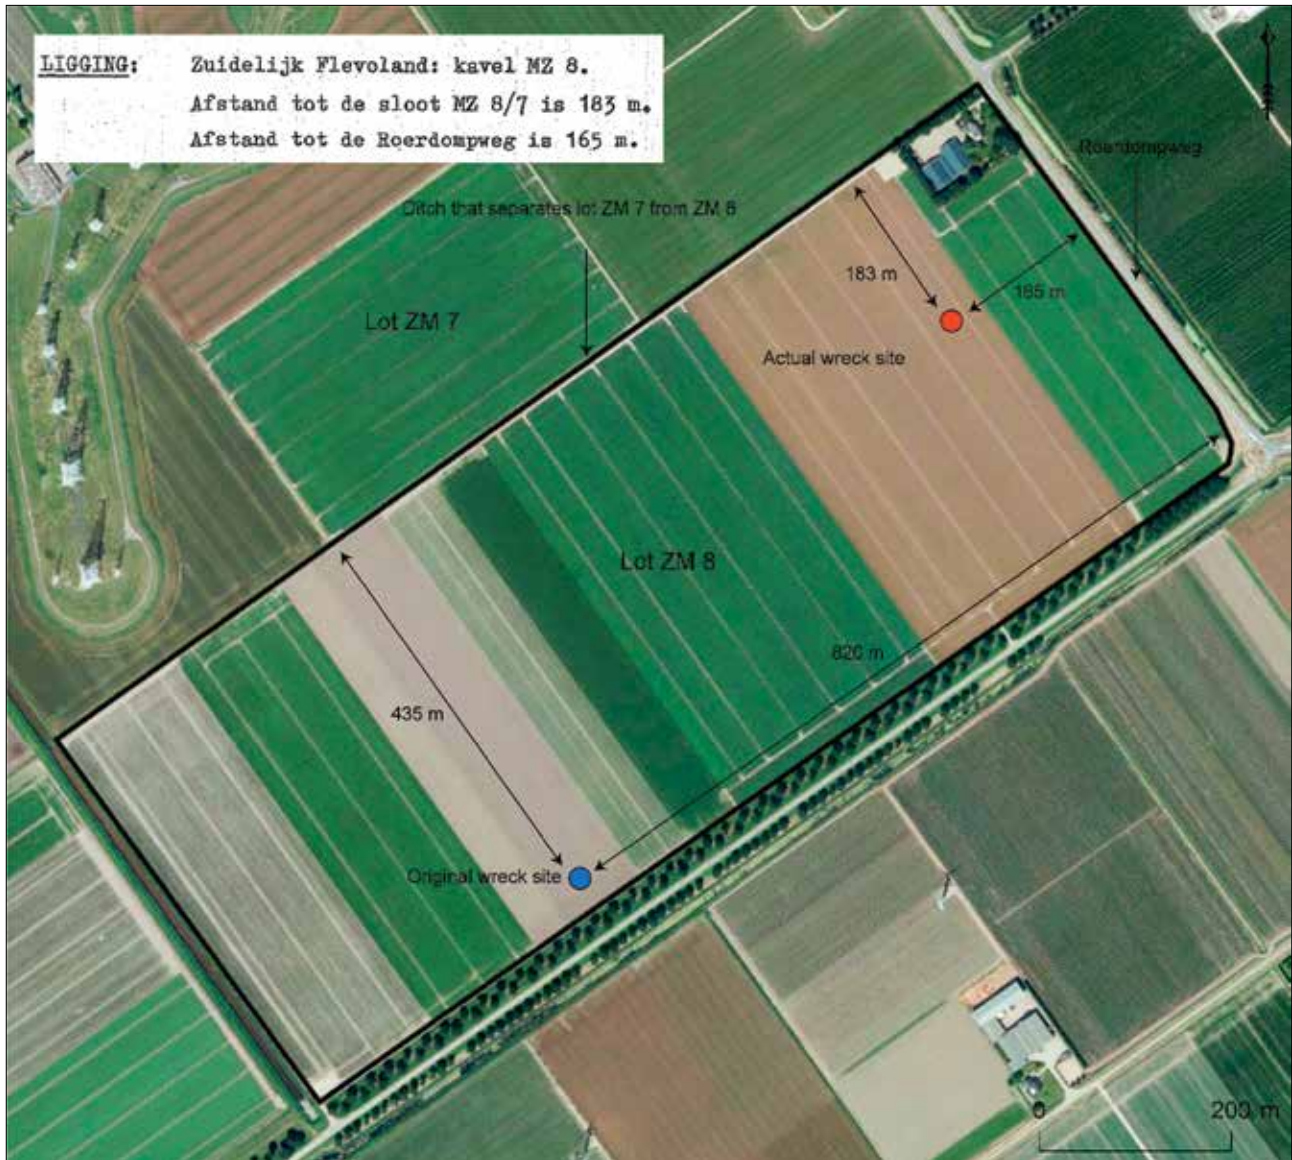 LIGGING: Zuidelijk Flevoland: kavel MZ 8.
Afstand tot de sloot MZ 8/7 is 183 m.
Afstand tot de Roerdompweg is 165 m.
Roerdompweg
Ditch that separates lot ZM 7 from ZM 8
183 m
165 m
Lot ZM 7
Actual wreck site
Lot ZM 8
820 m
435 m
Original wreck site
0 200 m